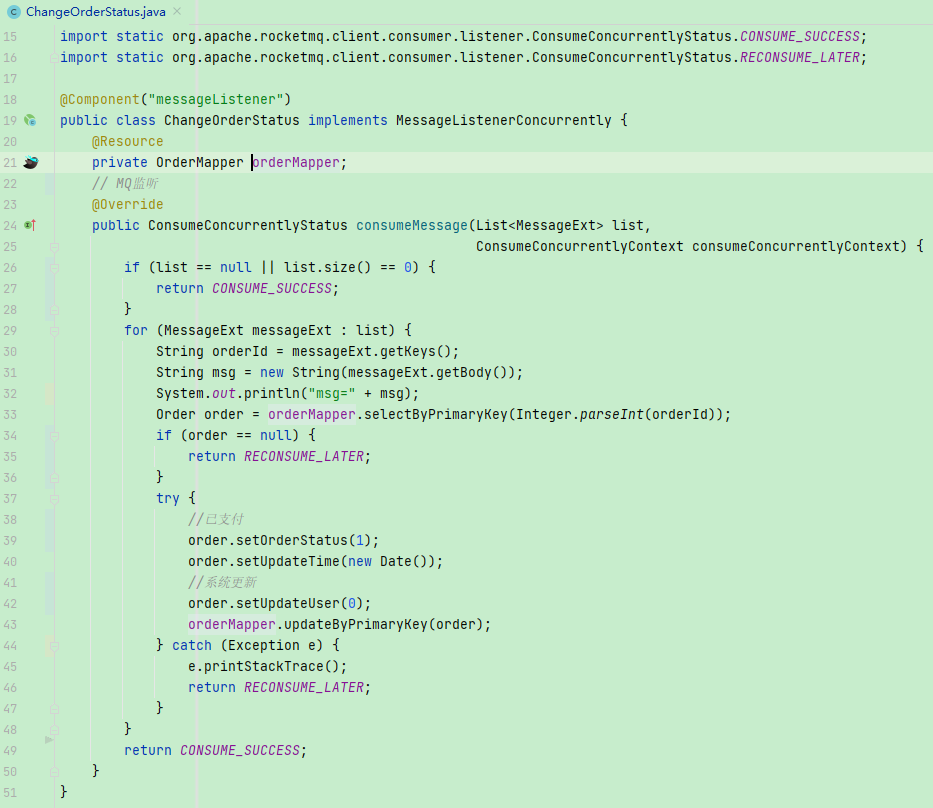 ChangeOrderStatus.java
15 import static org.apache.rocketmq.client.consumer.listener.ConsumeConcurrentlyStatus.CONSUME_SUCCESS;
16 import static org.apache.rocketmq.client.consumer.listener.ConsumeConcurrentlyStatus.RECONSUME_LATER;
17
18 @Component("messageListener")
19 public class ChangeOrderStatus implements MessageListenerConcurrently {
20     @Resource
21     private OrderMapper orderMapper;
22     // MQ监听
23     @Override
24     public ConsumeConcurrentlyStatus consumeMessage(List<MessageExt> list,
25                                                     ConsumeConcurrentlyContext consumeConcurrentlyContext) {
26         if (list == null || list.size() == 0) {
27             return CONSUME_SUCCESS;
28         }
29         for (MessageExt messageExt : list) {
30             String orderId = messageExt.getKeys();
31             String msg = new String(messageExt.getBody());
32             System.out.println("msg=" + msg);
33             Order order = orderMapper.selectByPrimaryKey(Integer.parseInt(orderId));
34             if (order == null) {
35                 return RECONSUME_LATER;
36             }
37             try {
38                 //已支付
39                 order.setOrderStatus(1);
40                 order.setUpdateTime(new Date());
41                 //系统更新
42                 order.setUpdateUser(0);
43                 orderMapper.updateByPrimaryKey(order);
44             } catch (Exception e) {
45                 e.printStackTrace();
46                 return RECONSUME_LATER;
47             }
48         }
49         return CONSUME_SUCCESS;
50     }
51 }